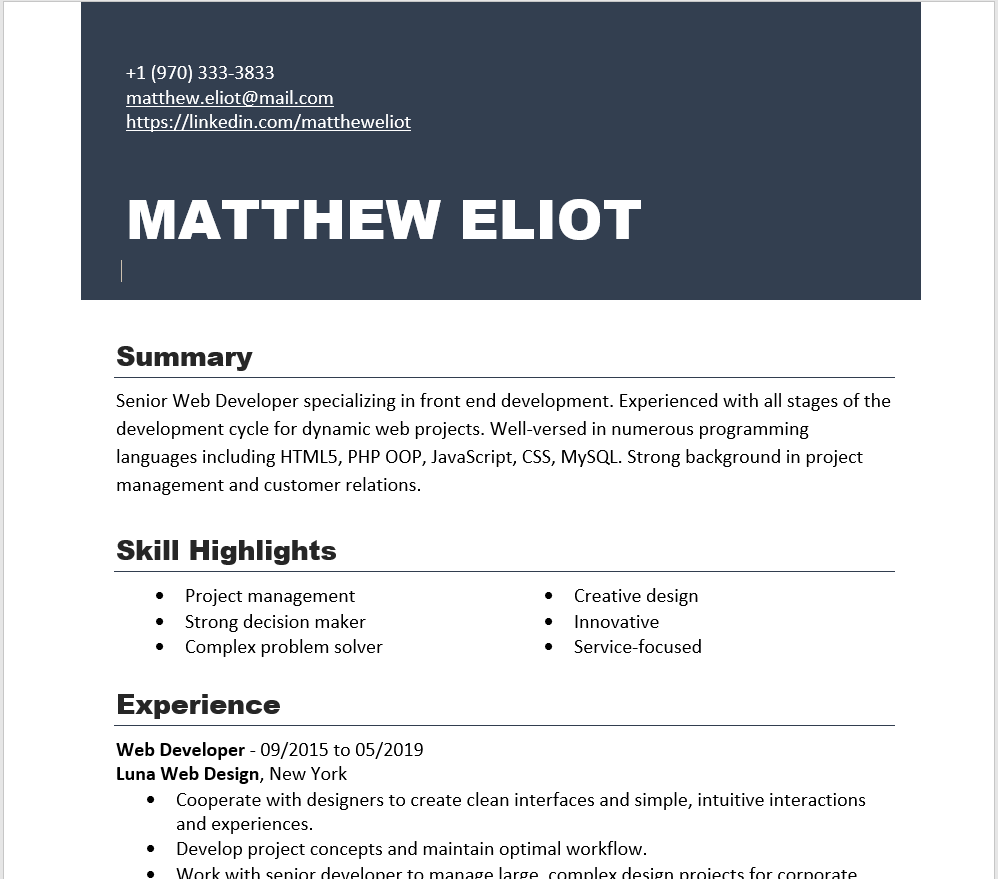 +1 (970) 333-3833
matthew.eliot@mail.com
https://linkedin.com/mattheweliot
MATTHEW ELIOT
Summary
Senior Web Developer specializing in front end development. Experienced with all stages of the
development cycle for dynamic web projects. Well-versed in numerous programming
languages including HTML5, PHP OOP, JavaScript, CSS, MySQL. Strong background in project
management and customer relations.
Skill Highlights
• Project management
• Strong decision maker
• Complex problem solver
• Creative design
• Innovative
• Service-focused
Experience
Web Developer - 09/2015 to 05/2019
Luna Web Design, New York
• Cooperate with designers to create clean interfaces and simple, intuitive interactions
and experiences.
• Develop project concepts and maintain optimal workflow.
• Work with senior developer to manage large, complex design projects for corporate